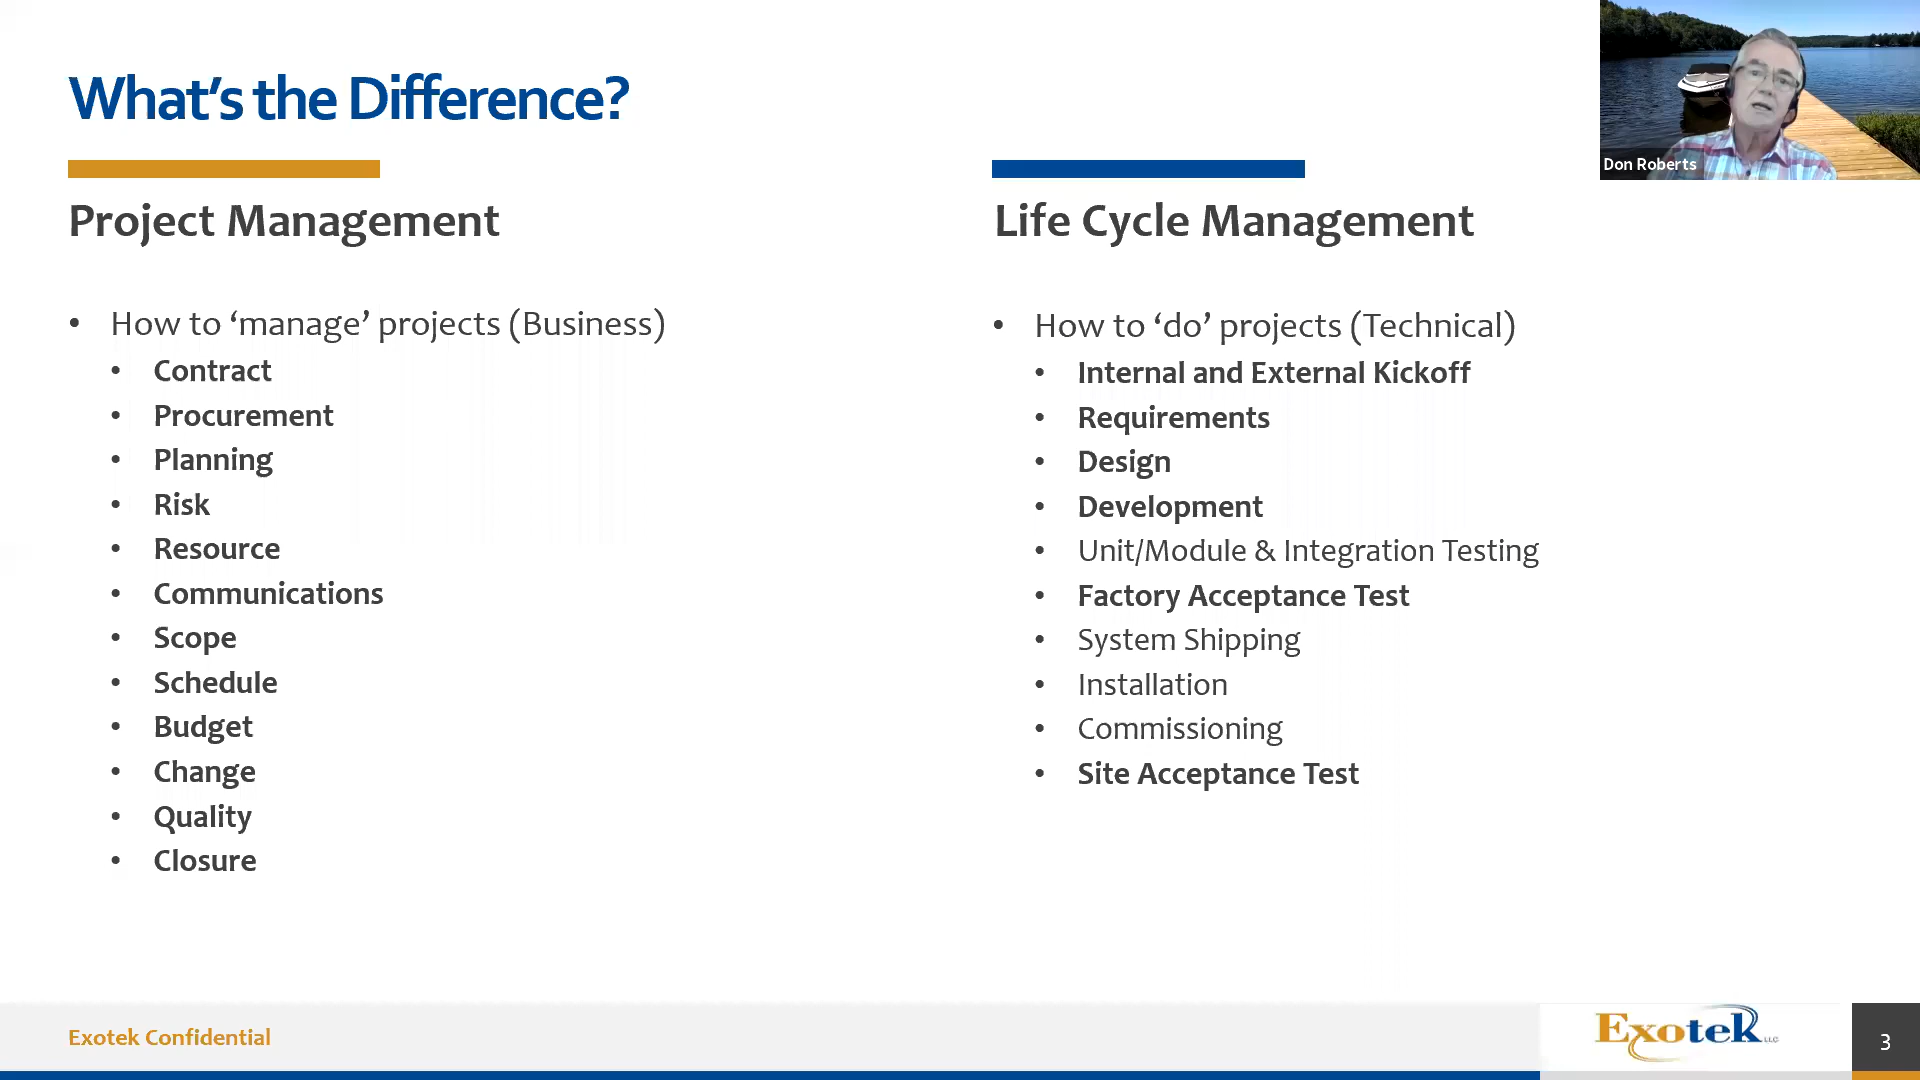 What's the Difference?
Don Roberts
Project Management
• How to ‘manage’ projects (Business)
• Contract
• Procurement
• Planning
• Risk
• Resource
• Communications
• Scope
• Schedule
• Budget
• Change
• Quality
• Closure
Life Cycle Management
• How to ‘do’ projects (Technical)
• Internal and External Kickoff
• Requirements
• Design
• Development
• Unit/Module & Integration Testing
• Factory Acceptance Test
• System Shipping
• Installation
• Commissioning
• Site Acceptance Test
Exotek Confidential
Exotek LLC
3